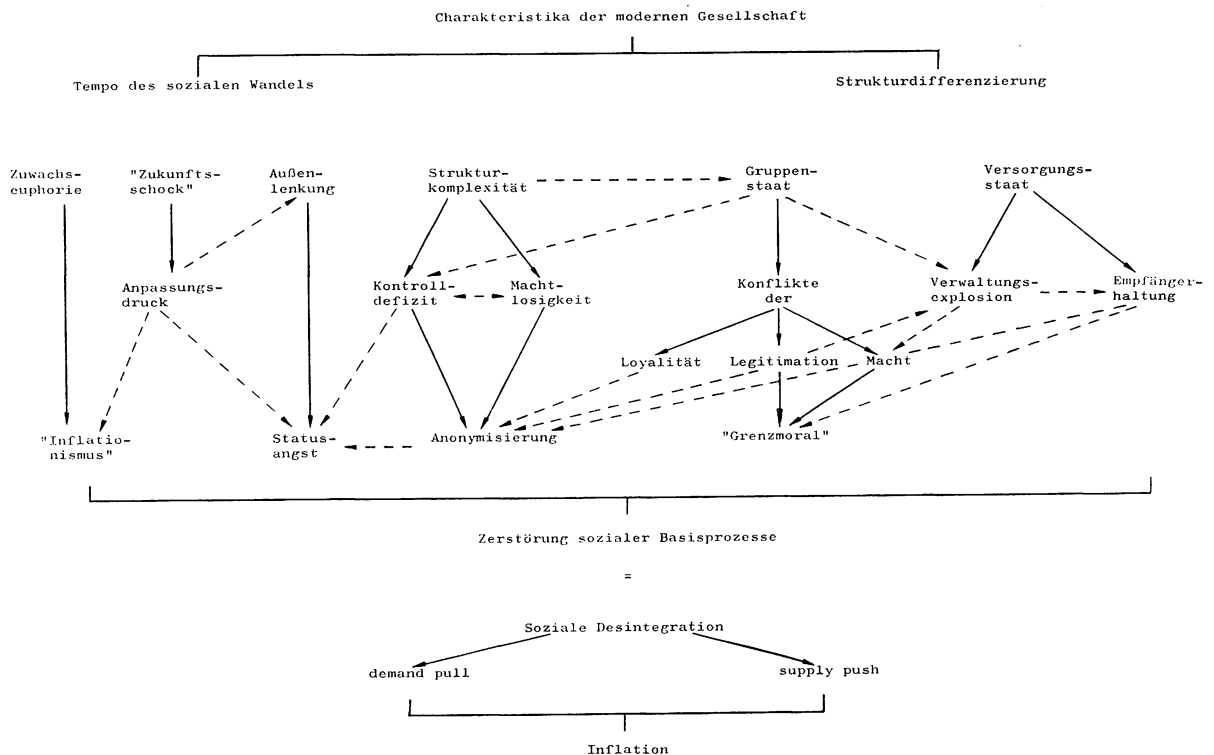 Charakteristika der modernen Gesellschaft
Tempo des sozialen Wandels
Strukturdifferenzierung
Zuwachs-
euphorie
"Zukunfts-
schock"
Außen-
lenkung
Struktur-
komplexität
Gruppen-
staat
Versorgungs-
staat
Anpassungs-
druck
Kontroll-
defizit
Macht-
losigkeit
Konflikte
der
Verwaltungs-
explosion
Empfänger-
haltung
Loyalität
Legitimation
Macht
"Inflatio-
nismus"
Status-
angst
Anonymisierung
"Grenzmoral"
Zerstörung sozialer Basisprozesse
=
Soziale Desintegration
demand pull
supply push
Inflation